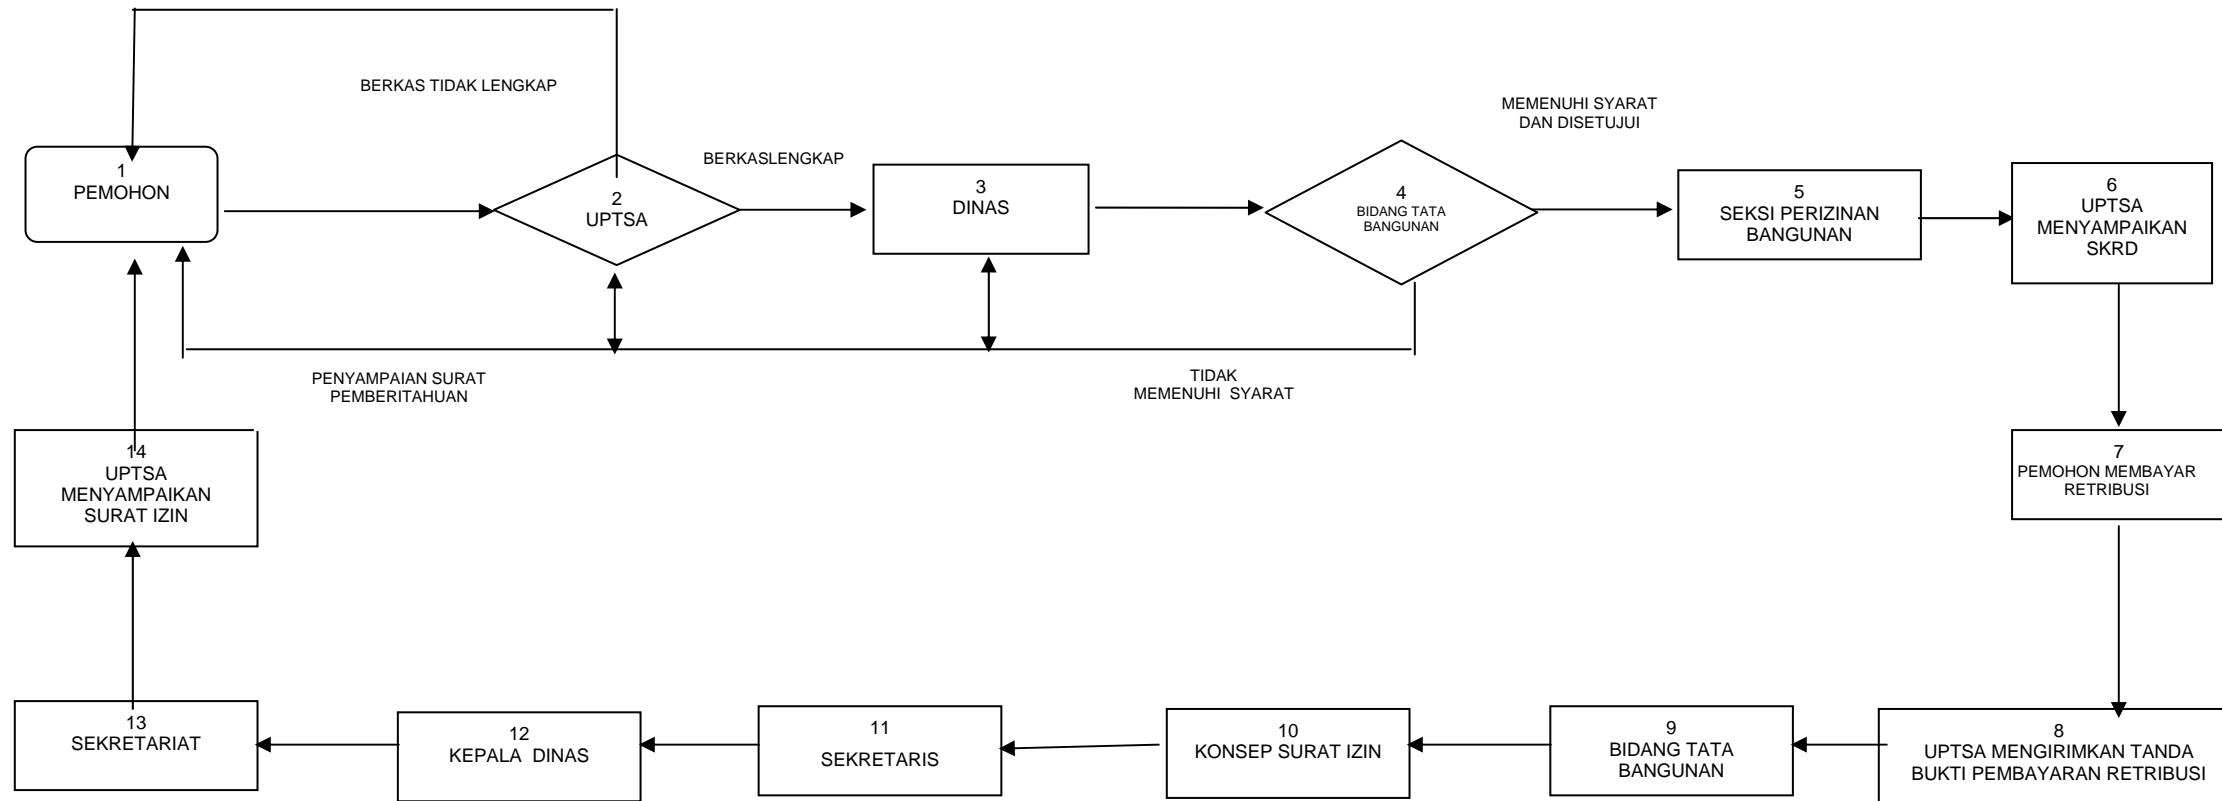 BERKAS TIDAK LENGKAP
MEMENUHI SYARAT
DAN DISETUJUI
1
PEMOHON
BERKASLENGKAP
2
UPTSA
3
DINAS
4
BIDANG TATA
BANGUNAN
5
SEKSI PERIZINAN
BANGUNAN
6
UPTSA
MENYAMPAIKAN
SKRD
PENYAMPAIAN SURAT
PEMBERITAHUAN
TIDAK
MEMENUHI  SYARAT
14
UPTSA
MENYAMPAIKAN
SURAT IZIN
7
PEMOHON MEMBAYAR
RETRIBUSI
13
SEKRETARIAT
12
KEPALA  DINAS
11
SEKRETARIS
10
KONSEP SURAT IZIN
9
BIDANG TATA
BANGUNAN
8
UPTSA MENGIRIMKAN TANDA
BUKTI PEMBAYARAN RETRIBUSI